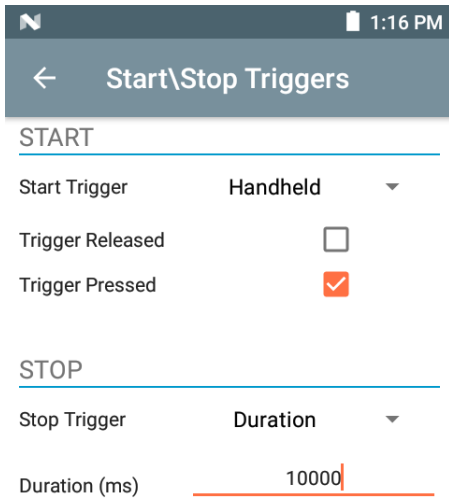 1:16 PM
Start\Stop Triggers
START
Start Trigger Handheld
Trigger Released
Trigger Pressed
STOP
Stop Trigger Duration
Duration (ms) 10000